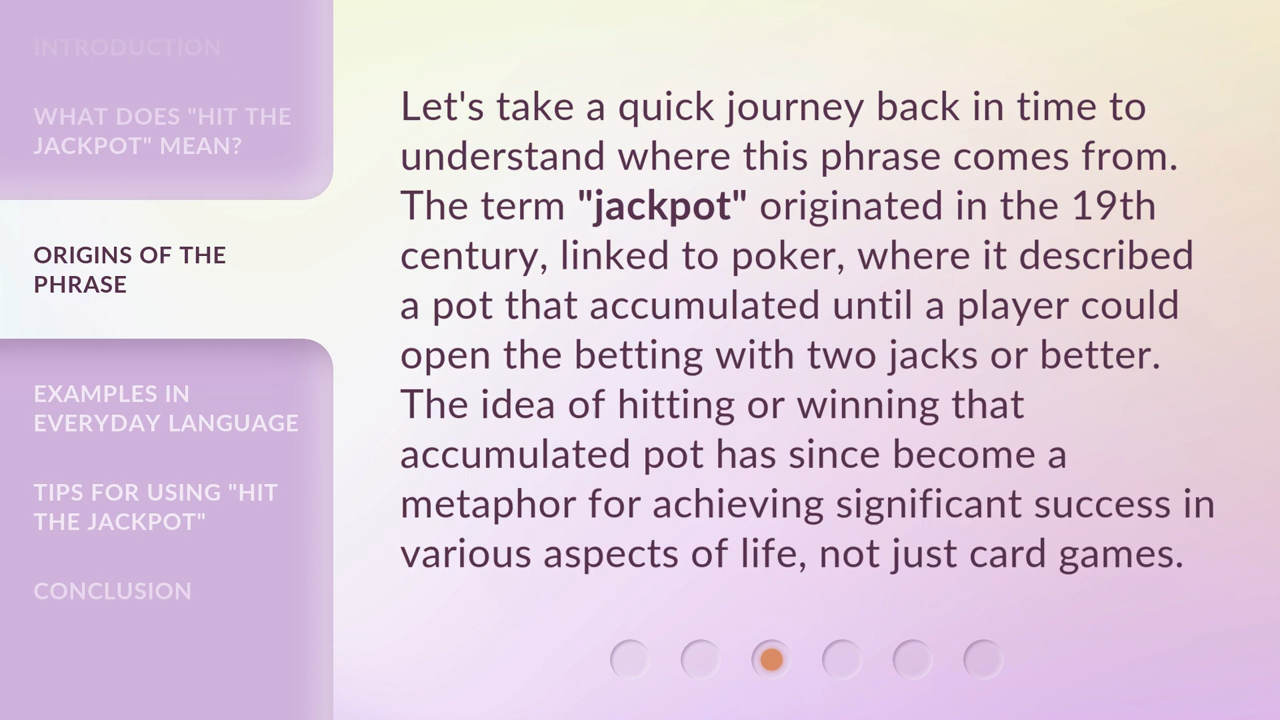 INTRODUCTION
WHAT DOES "HIT THE
JACKPOT" MEAN?
ORIGINS OF THE
PHRASE
EXAMPLES IN
EVERYDAY LANGUAGE
TIPS FOR USING "HIT
THE JACKPOT"
CONCLUSION
Let's take a quick journey back in time to
understand where this phrase comes from.
The term "jackpot" originated in the 19th
century, linked to poker, where it described
a pot that accumulated until a player could
open the betting with two jacks or better.
The idea of hitting or winning that
accumulated pot has since become a
metaphor for achieving significant success in
various aspects of life, not just card games.